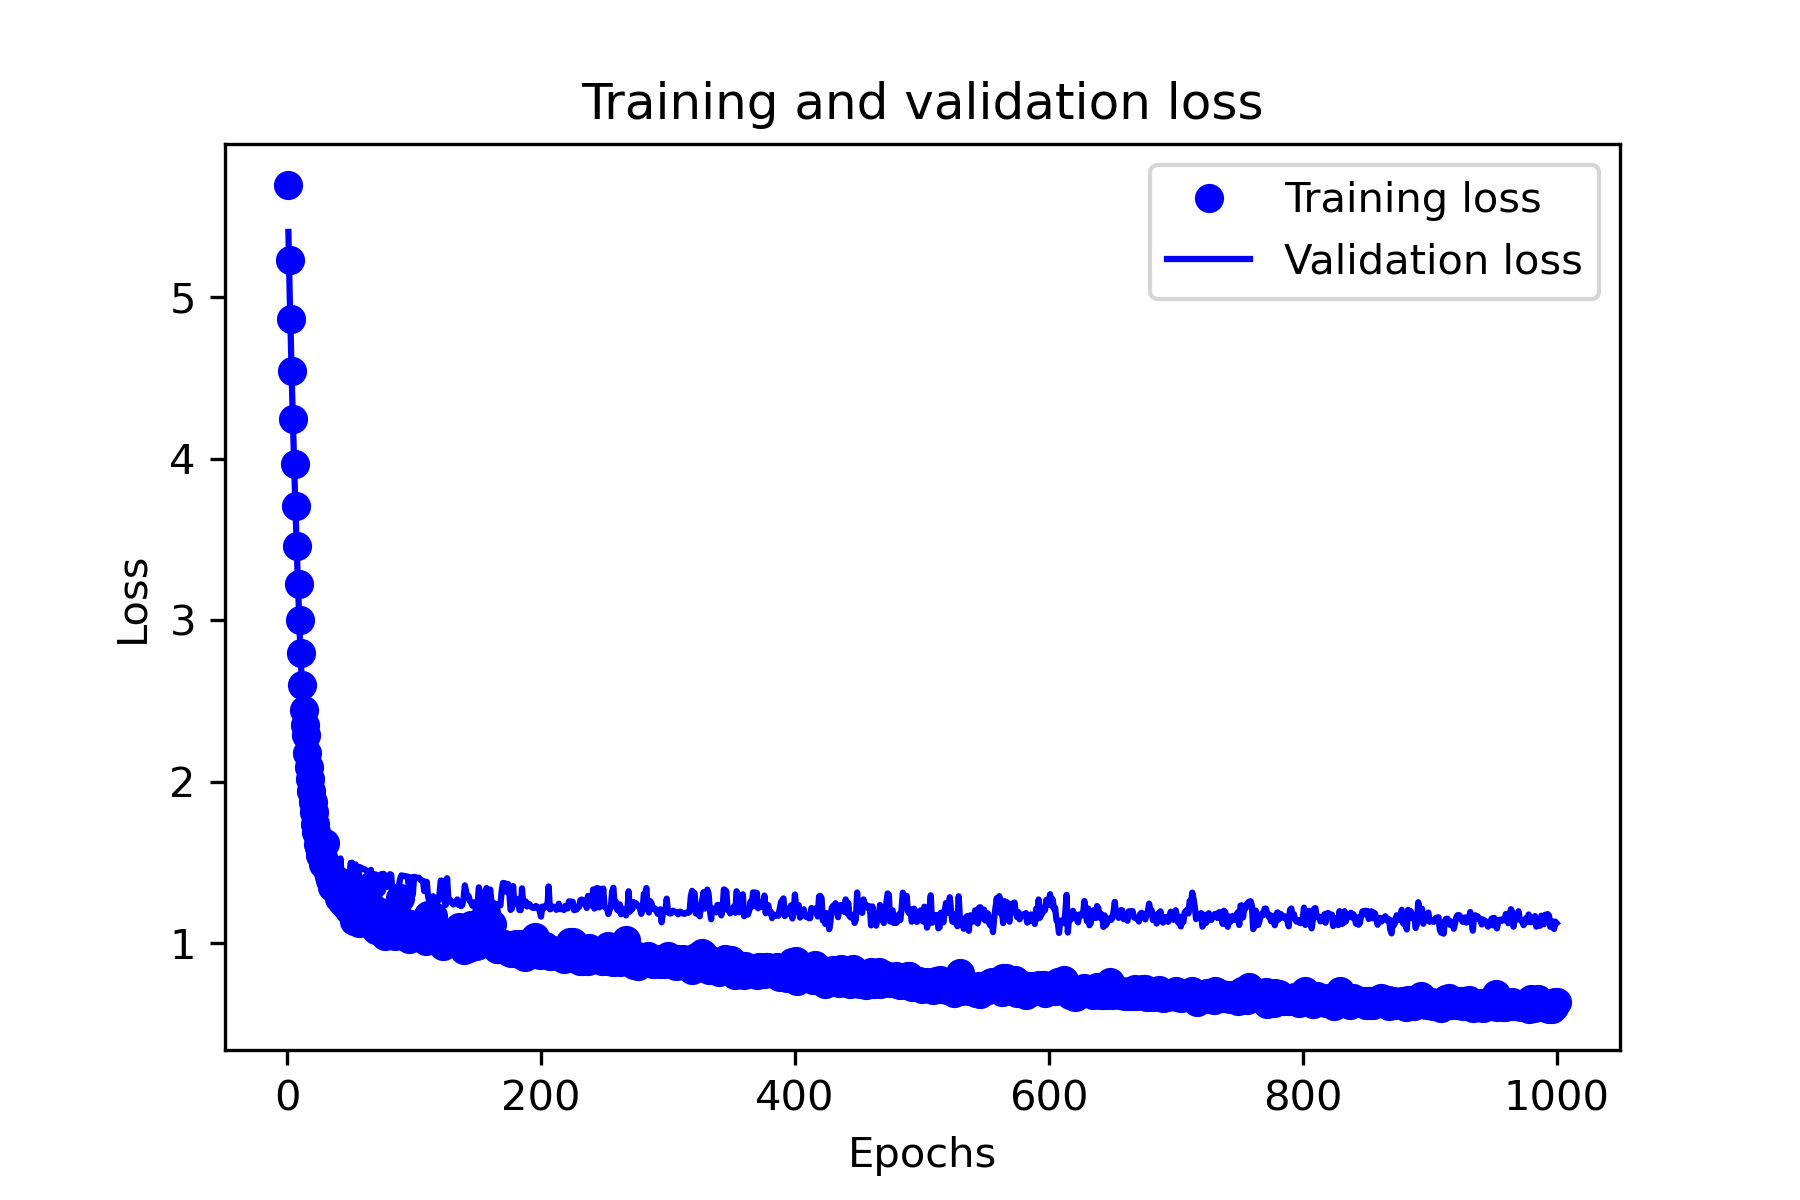 Training and validation loss
Training loss
Validation loss
Loss
5
4
3
2
1
0 200 400 600 800 1000
Epochs